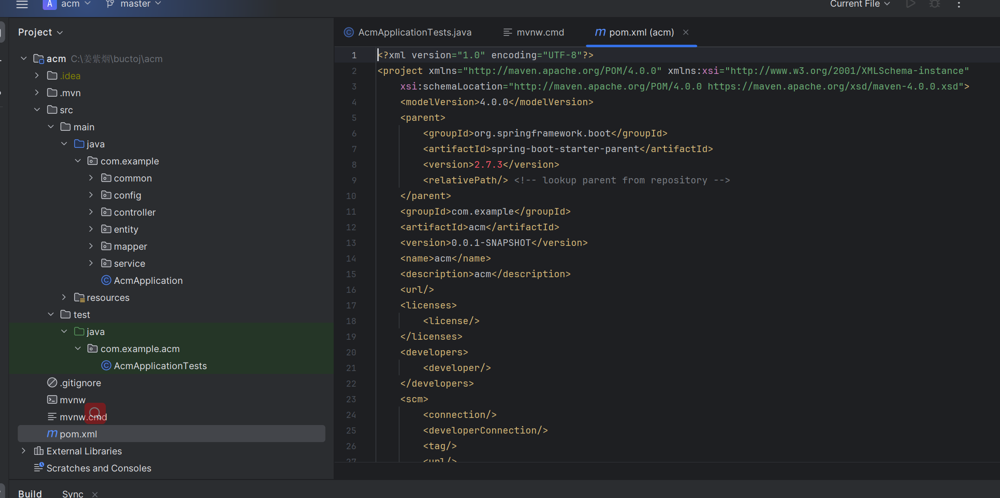 A acm master Current File
Project
acm C:\姜紫烟\buctoj\acm
.idea
.mvn
src
main
java
com.example
common
config
controller
entity
mapper
service
AcmApplication
resources
test
java
com.example.acm
AcmApplicationTests
.gitignore
mvnw
mvnw.cmd
pom.xml
External Libraries
Scratches and Consoles
AcmApplicationTests.java mvnw.cmd pom.xml (acm)
1 <?xml version="1.0" encoding="UTF-8"?>
2 <project xmlns="http://maven.apache.org/POM/4.0.0" xmlns:xsi="http://www.w3.org/2001/XMLSchema-instance"
3 xsi:schemaLocation="http://maven.apache.org/POM/4.0.0 https://maven.apache.org/xsd/maven-4.0.0.xsd">
4 <modelVersion>4.0.0</modelVersion>
5 <parent>
6 <groupId>org.springframework.boot</groupId>
7 <artifactId>spring-boot-starter-parent</artifactId>
8 <version>2.7.3</version>
9 <relativePath/> <!-- lookup parent from repository -->
10 </parent>
11 <groupId>com.example</groupId>
12 <artifactId>acm</artifactId>
13 <version>0.0.1-SNAPSHOT</version>
14 <name>acm</name>
15 <description>acm</description>
16 <url/>
17 <licenses>
18 <license/>
19 </licenses>
20 <developers>
21 <developer/>
22 </developers>
23 <scm>
24 <connection/>
25 <developerConnection/>
26 <tag/>
27 <url/>
Build Sync